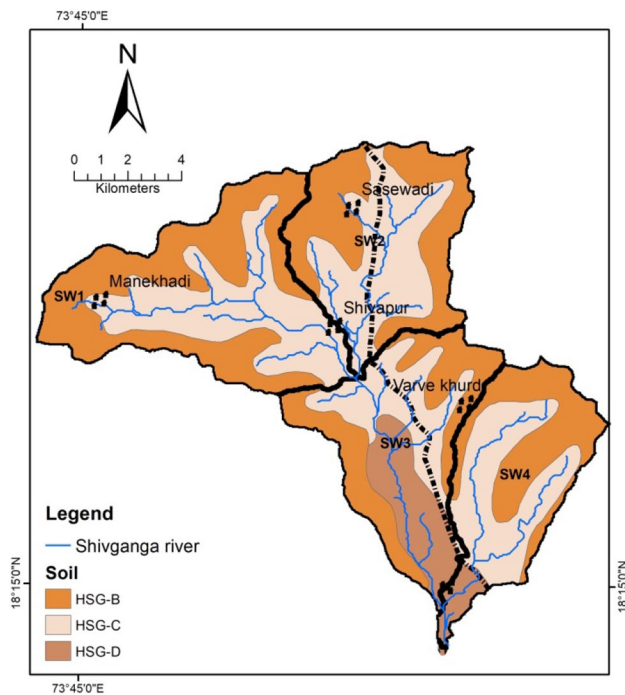 73°45'0"E
N
0 2 4
Kilometers
Sasewadi
SW2
SW1
Manekhadi
Shivapur
Varve khurd
SW3
SW4
Legend
Shivganga river
Soil
HSG-B
HSG-C
HSG-D
18°15'0"N
18°15'0"N
73°45'0"E